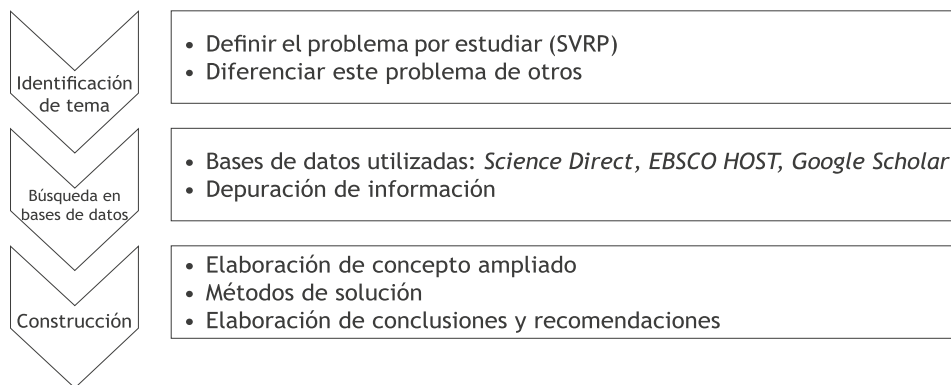 Identificación
de tema
• Definir el problema por estudiar (SVRP)
• Diferenciar este problema de otros
Búsqueda en
bases de datos
• Bases de datos utilizadas: Science Direct, EBSCO HOST, Google Scholar
• Depuración de información
Construcción
• Elaboración de concepto ampliado
• Métodos de solución
• Elaboración de conclusiones y recomendaciones